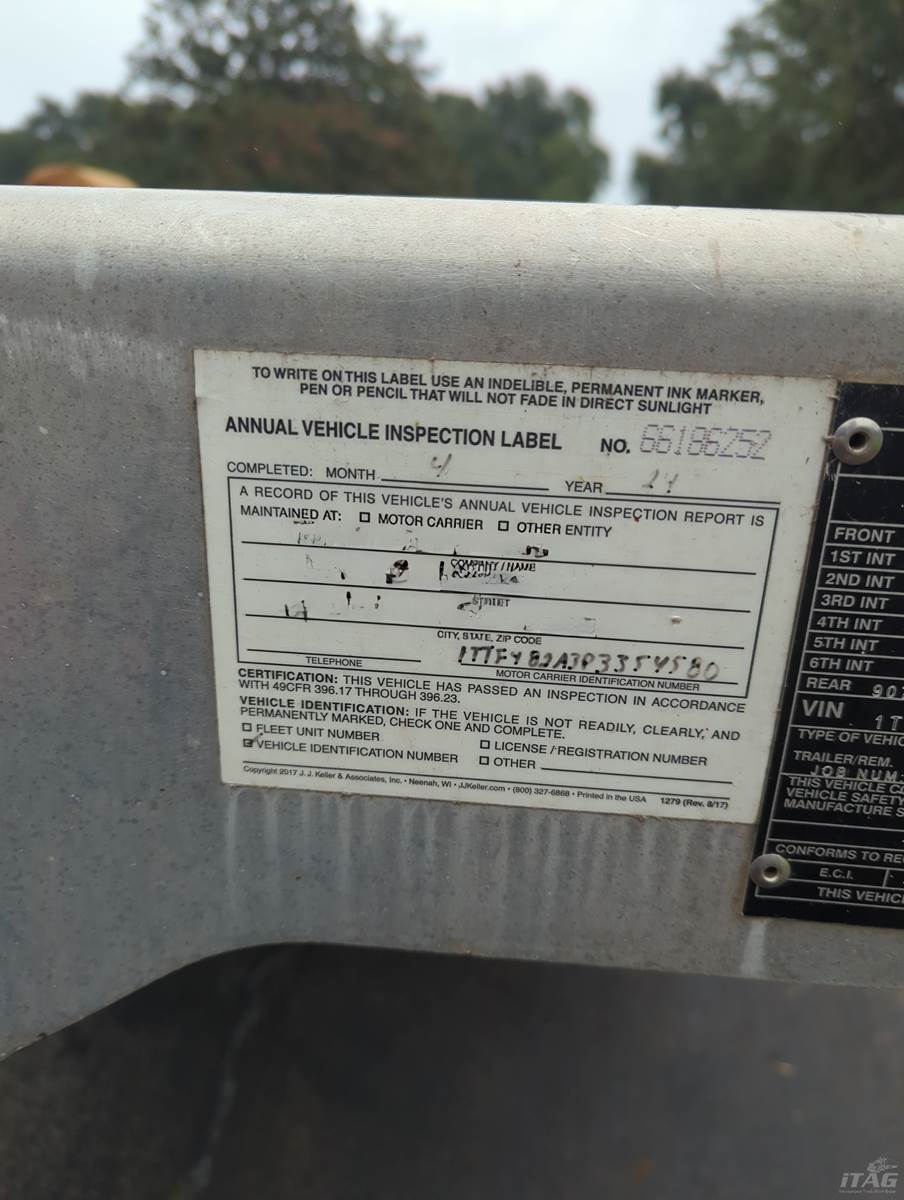 TO WRITE ON THIS LABEL USE AN INDELIBLE, PERMANENT INK MARKER,
PEN OR PENCIL THAT WILL NOT FADE IN DIRECT SUNLIGHT
ANNUAL VEHICLE INSPECTION LABEL NO. 66186252
COMPLETED: MONTH 4 YEAR 24
A RECORD OF THIS VEHICLE'S ANNUAL VEHICLE INSPECTION REPORT IS
MAINTAINED AT: ☐ MOTOR CARRIER ☐ OTHER ENTITY
COMPANY NAME
STREET
CITY, STATE, ZIP CODE
TELEPHONE
MOTOR CARRIER IDENTIFICATION NUMBER
CERTIFICATION: THIS VEHICLE HAS PASSED AN INSPECTION IN ACCORDANCE
WITH 49CFR 396.17 THROUGH 396.23.
VEHICLE IDENTIFICATION: IF THE VEHICLE IS NOT READILY, CLEARLY, AND
PERMANENTLY MARKED, CHECK ONE AND COMPLETE.
☐ FLEET UNIT NUMBER ☐ LICENSE / REGISTRATION NUMBER
☑ VEHICLE IDENTIFICATION NUMBER ☐ OTHER
Copyright 2017 J. J. Keller & Associates, Inc. • Neenah, WI • JJKeller.com • (800) 327-6868 • Printed in the USA 1279 (Rev. 8/17)
FRONT
1ST INT
2ND INT
3RD INT
4TH INT
5TH INT
6TH INT
REAR 907
VIN 1T
TYPE OF VEHIC
TRAILER/REM.
JOB NUM
THIS VEHICLE CO
VEHICLE SAFETY
MANUFACTURE S
CONFORMS TO RE
E.C.I.
THIS VEHICL
iTAG